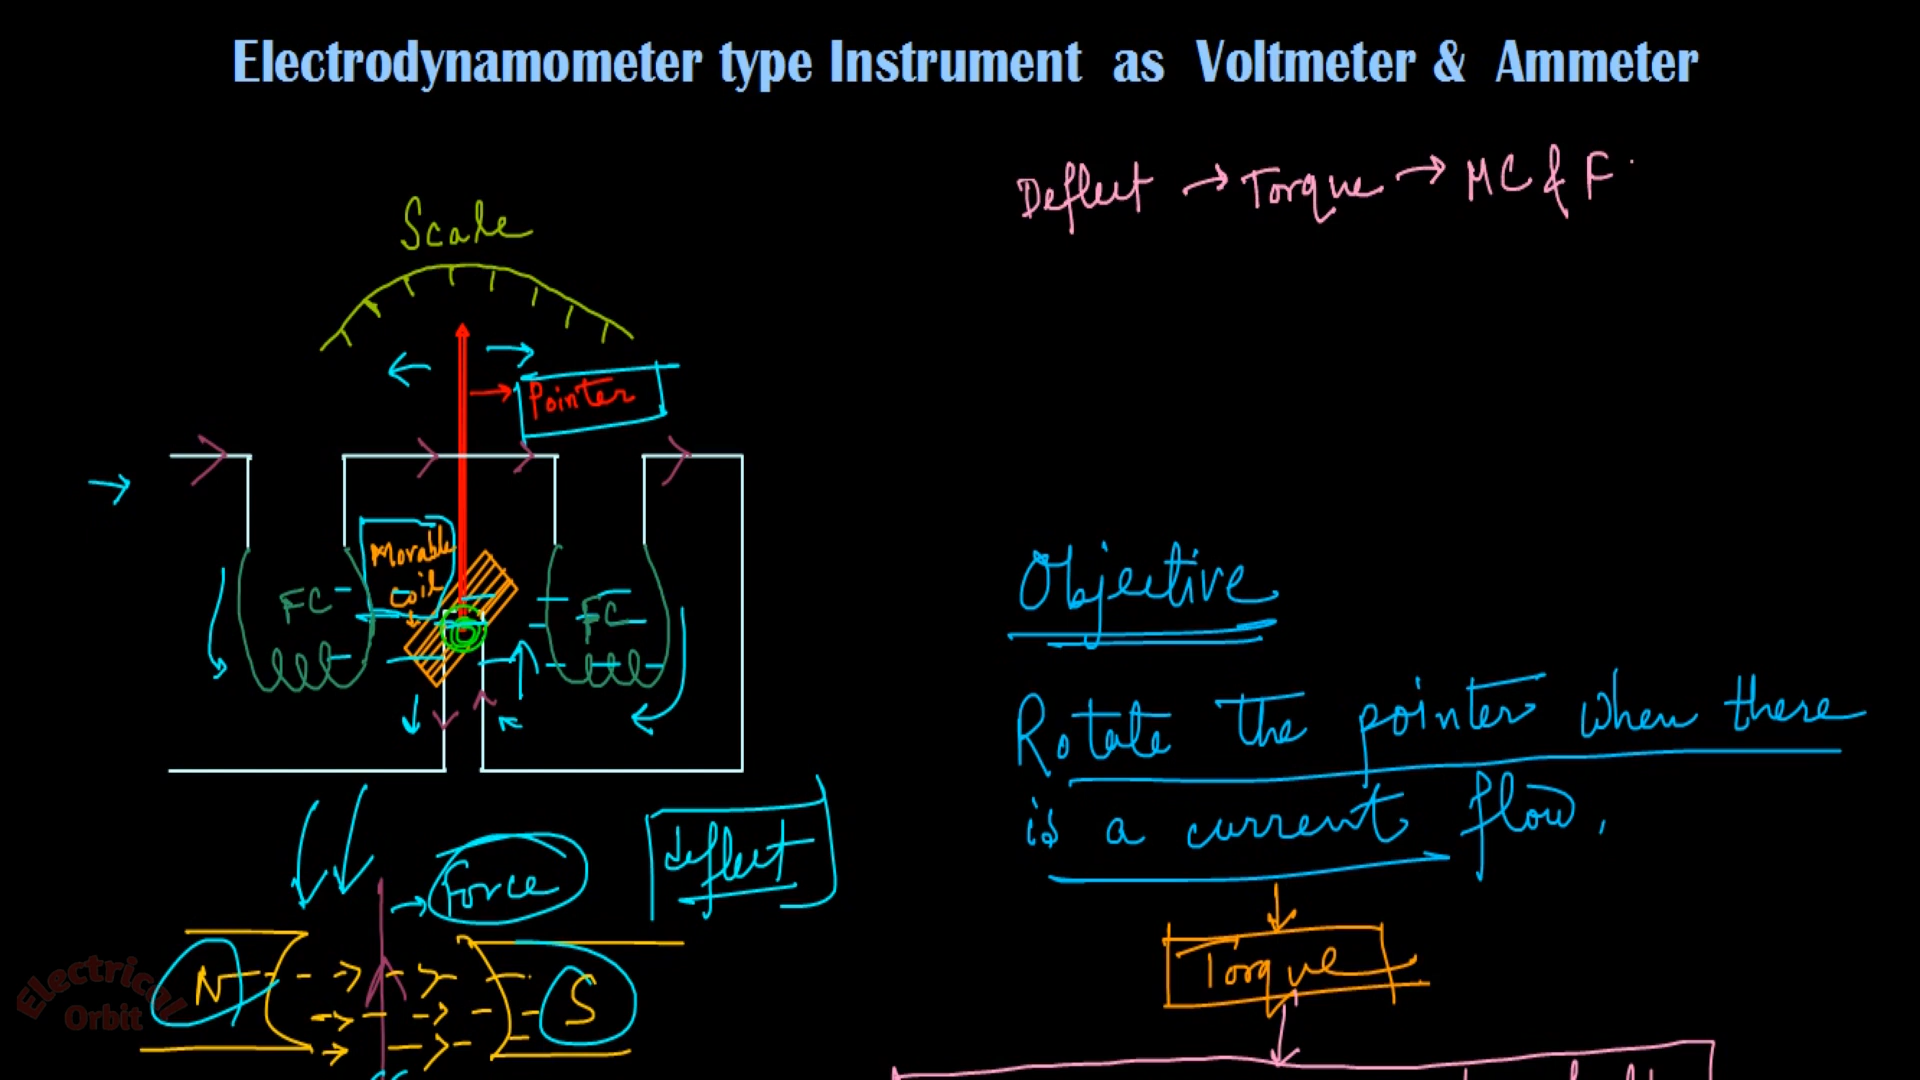 Electrodynamometer type Instrument as Voltmeter & Ammeter
Deflect → Torque → MC & F
Scale
Pointer
Movable
coil
FC
FC
Objective
Rotate the pointer when there
is a current flow.
deflect
Force
Torque
N
S
Electrical
Orbit